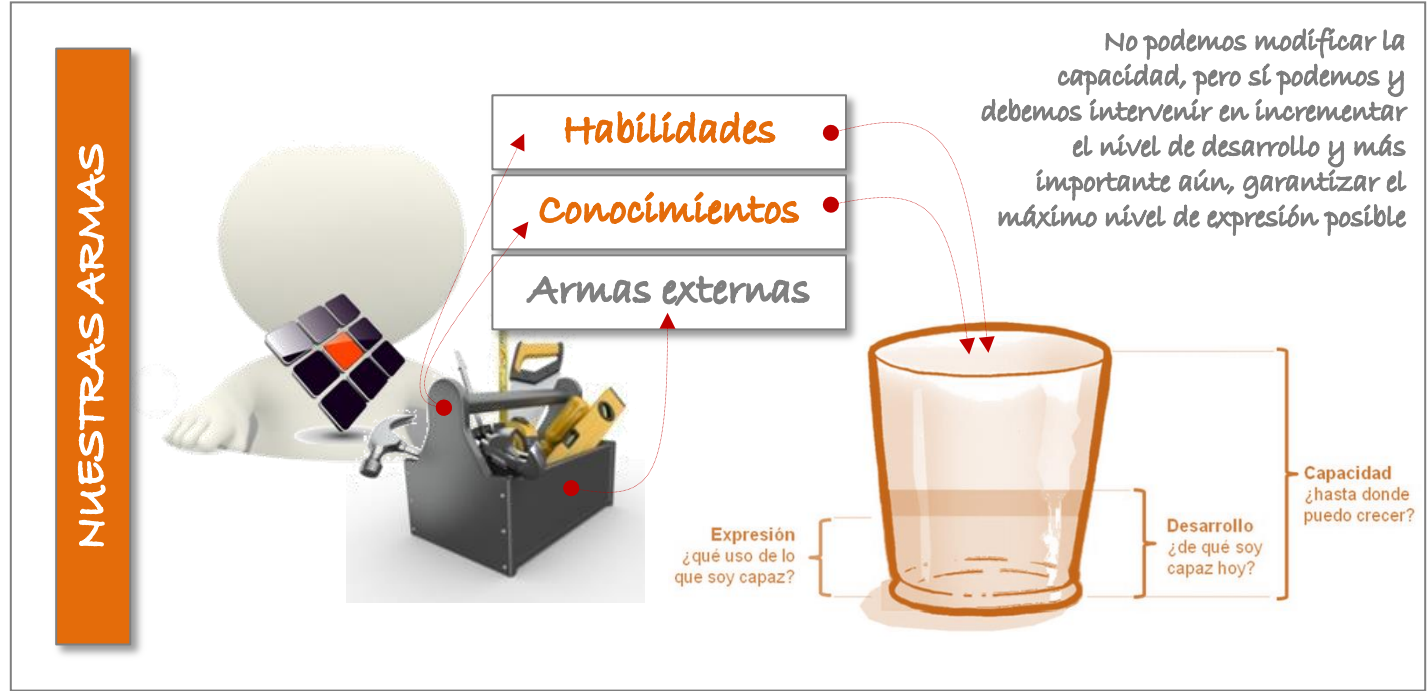 NUESTRAS ARMAS
Habilidades
Conocimientos
Armas externas
No podemos modificar la
capacidad, pero sí podemos y
debemos intervenir en incrementar
el nivel de desarrollo y más
importante aún, garantizar el
máximo nivel de expresión posible
Expresión
¿qué uso de lo
que soy capaz?
Desarrollo
¿de qué soy
capaz hoy?
Capacidad
¿hasta donde
puedo crecer?